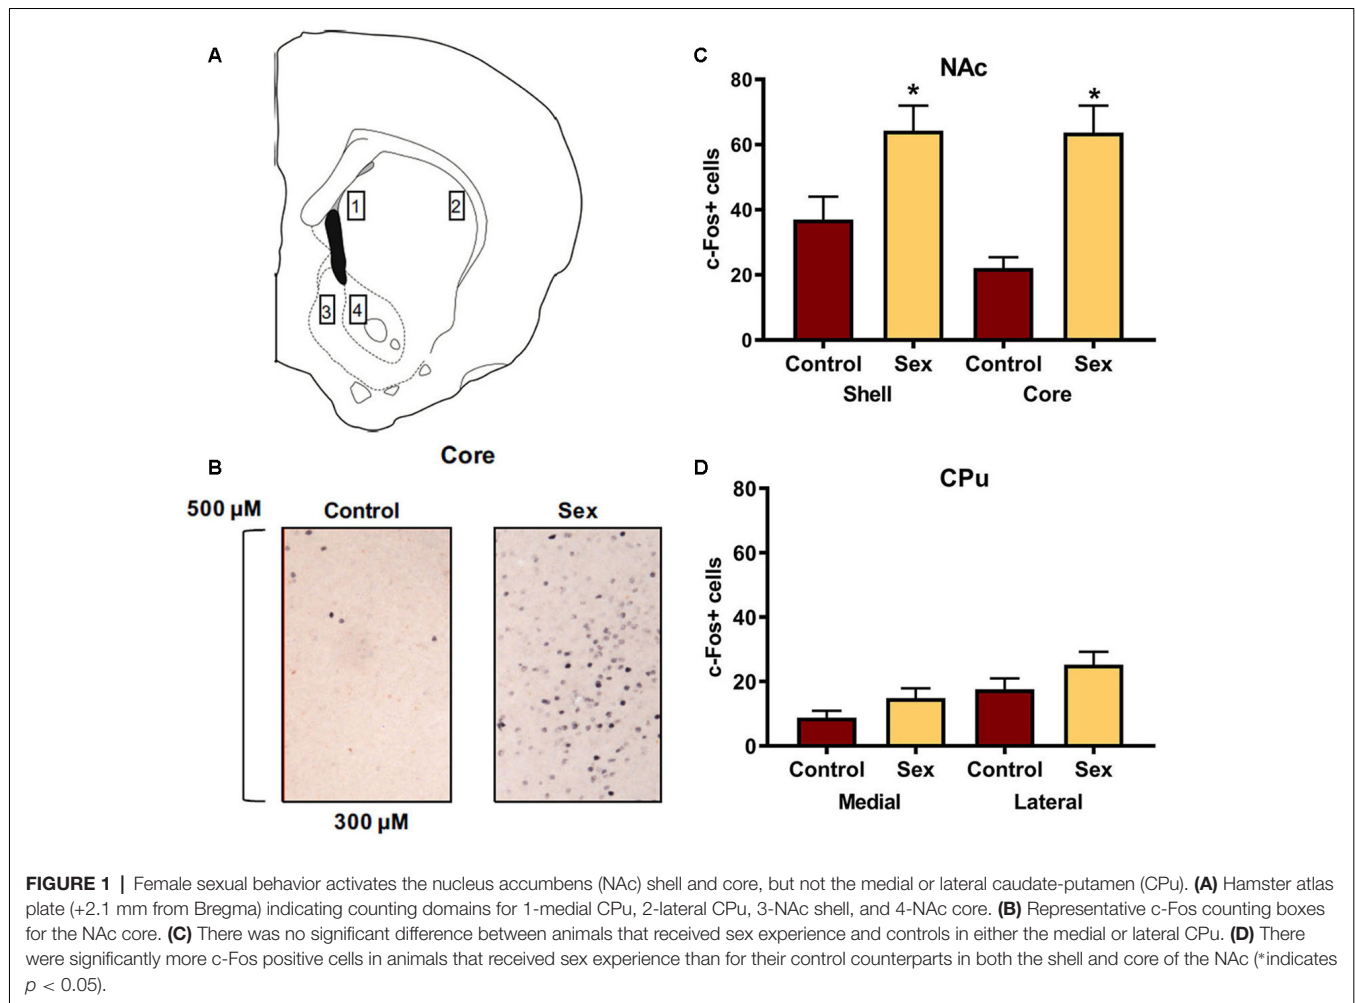 A
1
2
3
4
B
Core
500 µM
Control
Sex
300 µM
C
NAc
c-Fos+ cells
80
60
40
20
0
*
*
Control Sex Control Sex
Shell Core
D
CPu
c-Fos+ cells
80
60
40
20
0
Control Sex Control Sex
Medial Lateral
FIGURE 1 | Female sexual behavior activates the nucleus accumbens (NAc) shell and core, but not the medial or lateral caudate-putamen (CPu). (A) Hamster atlas
plate (+2.1 mm from Bregma) indicating counting domains for 1-medial CPu, 2-lateral CPu, 3-NAc shell, and 4-NAc core. (B) Representative c-Fos counting boxes
for the NAc core. (C) There was no significant difference between animals that received sex experience and controls in either the medial or lateral CPu. (D) There
were significantly more c-Fos positive cells in animals that received sex experience than for their control counterparts in both the shell and core of the NAc (*indicates
p < 0.05).